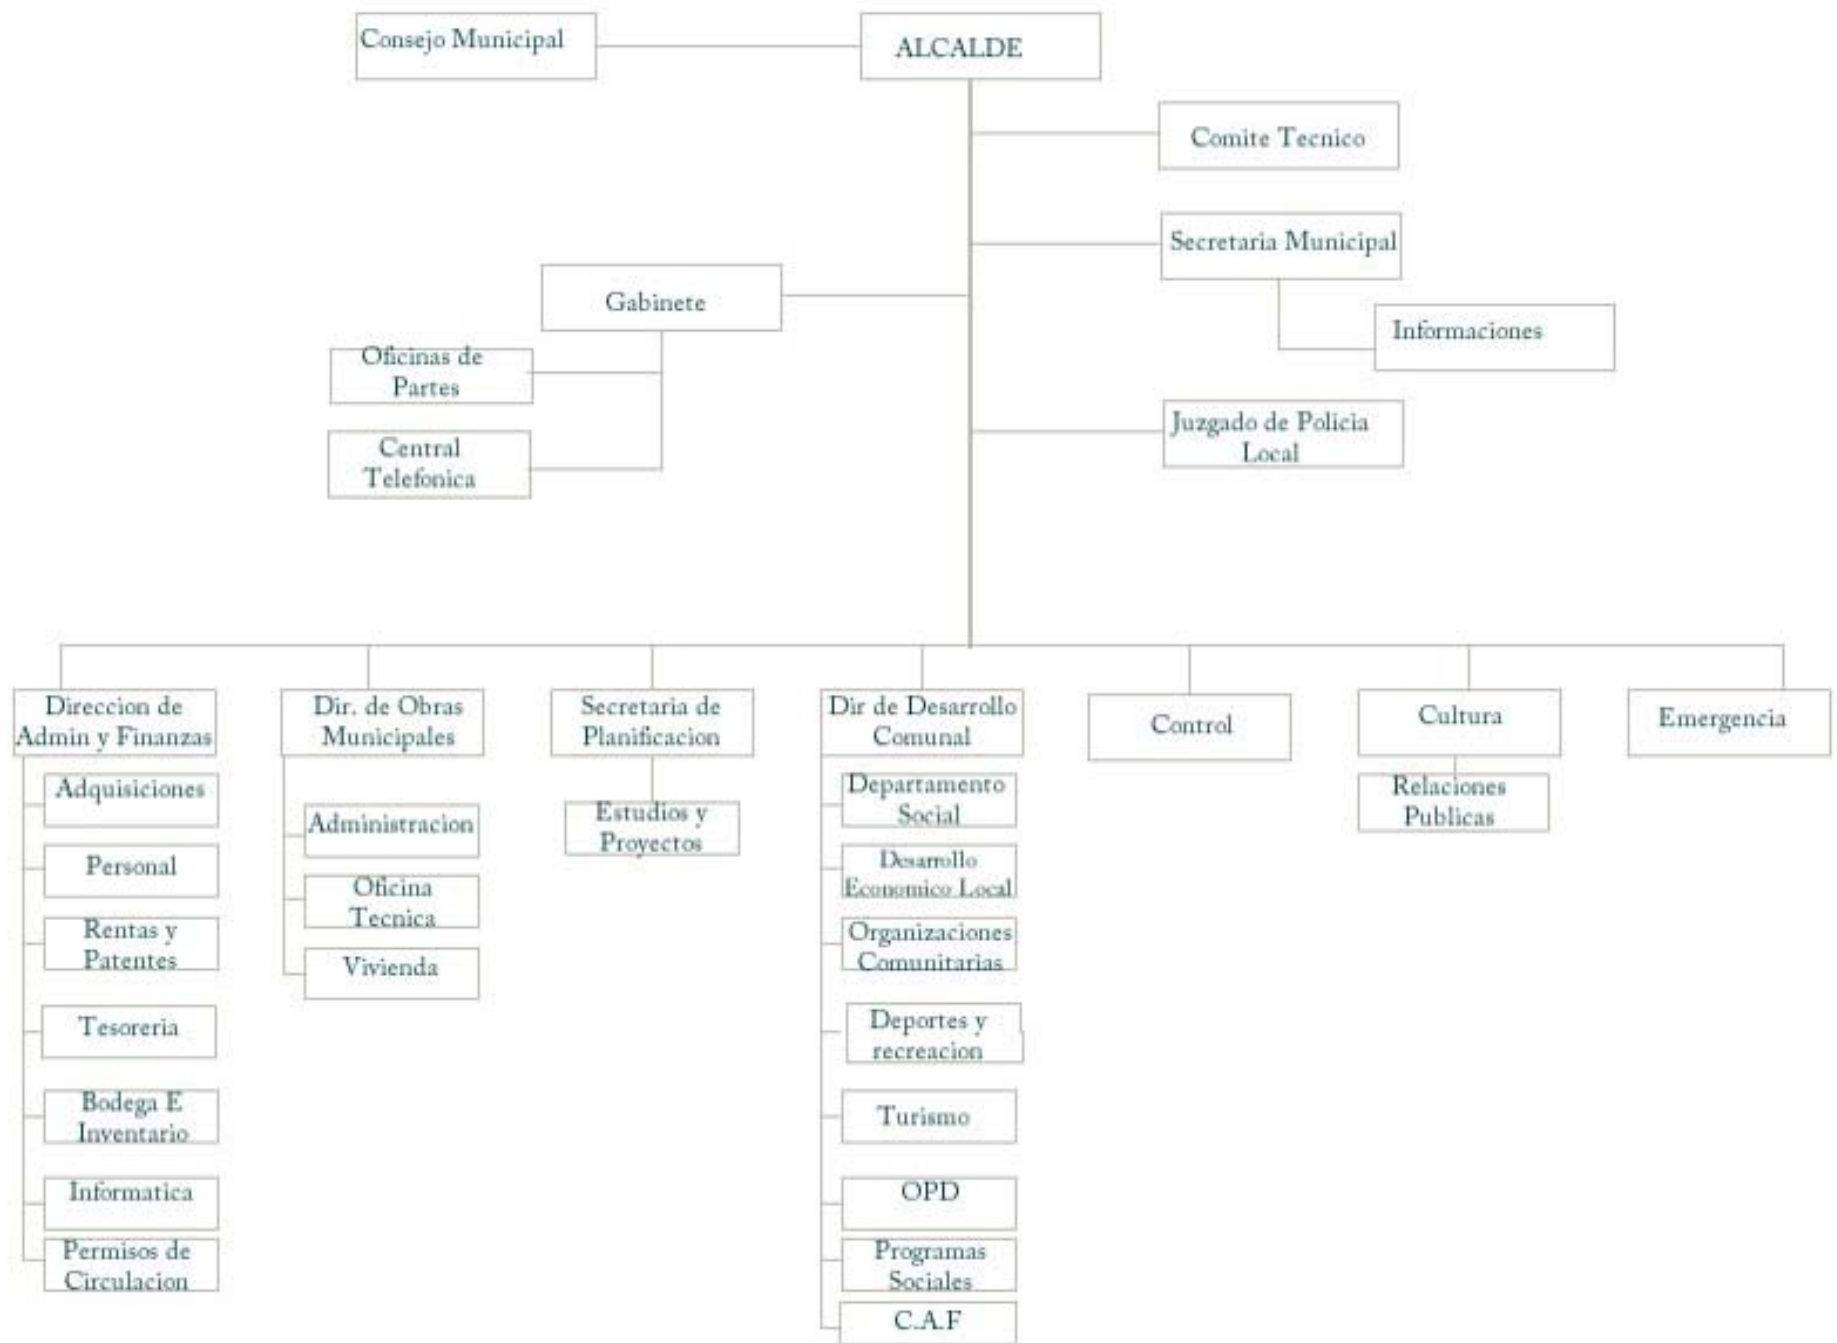 Consejo Municipal
ALCALDE
Comite Tecnico
Secretaria Municipal
Gabinete
Informaciones
Oficinas de
Partes
Juzgado de Policia
Local
Central
Telefonica
Direccion de
Admin y Finanzas
Dir. de Obras
Municipales
Secretaria de
Planificacion
Dir de Desarrollo
Comunal
Control
Cultura
Emergencia
Adquisiciones
Personal
Rentas y
Patentes
Tesoreria
Bodega E
Inventario
Informatica
Permisos de
Circulacion
Administracion
Oficina
Tecnica
Vivienda
Estudios y
Proyectos
Departamento
Social
Desarrollo
Economico Local
Organizaciones
Comunitarias
Deportes y
recreacion
Turismo
OPD
Programas
Sociales
C.A.F
Relaciones
Publicas